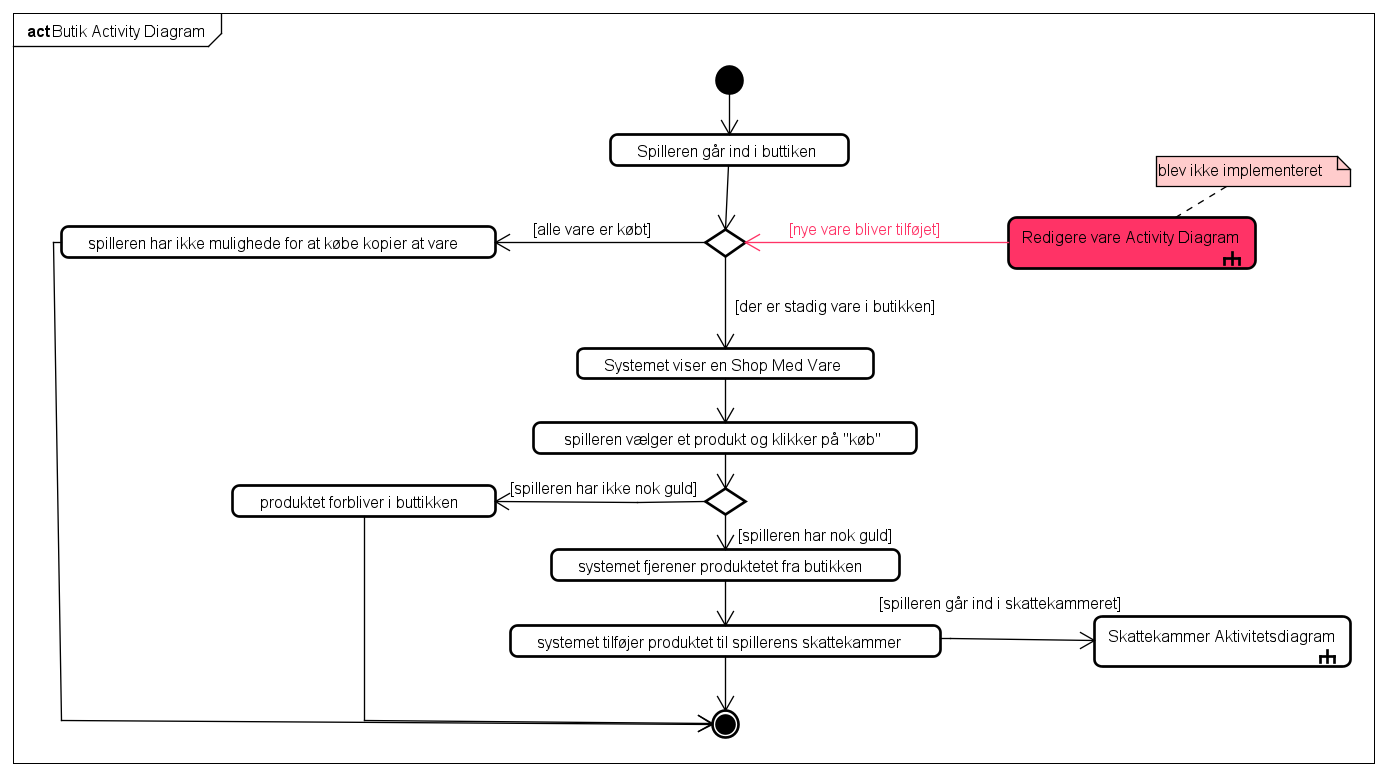 act Butik Activity Diagram
Spilleren går ind i buttiken
blev ikke implementeret
[alle vare er købt]
[nye vare bliver tilføjet]
spilleren har ikke mulighede for at købe kopier at vare
Redigere vare Activity Diagram
[der er stadig vare i butikken]
Systemet viser en Shop Med Vare
spilleren vælger et produkt og klikker på "køb"
[spilleren har ikke nok guld]
produktet forbliver i buttikken
[spilleren har nok guld]
systemet fjerener produktetet fra butikken
[spilleren går ind i skattekammeret]
systemet tilføjer produktet til spillerens skattekammer
Skattekammer Aktivitetsdiagram